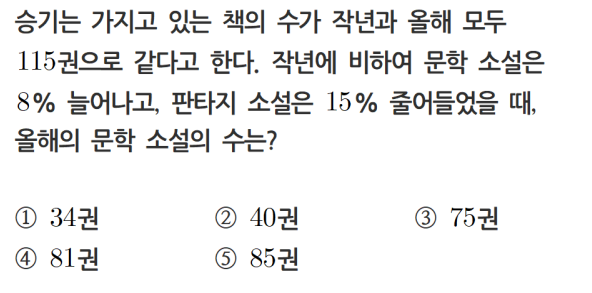 승기는 가지고 있는 책의 수가 작년과 올해 모두
115권으로 같다고 한다. 작년에 비하여 문학 소설은
8% 늘어나고, 판타지 소설은 15% 줄어들었을 때,
올해의 문학 소설의 수는?
① 34권 ② 40권 ③ 75권
④ 81권 ⑤ 85권